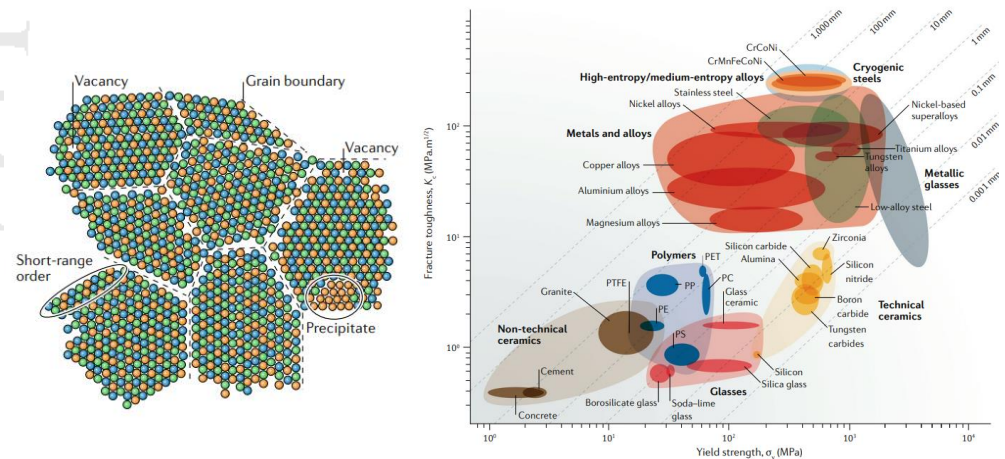 Vacancy
Grain boundary
Vacancy
Short-range
order
Precipitate
Fracture toughness, Kc (MPa.m1/2)
10²
10¹
10⁰
1,000 mm
100 mm
10 mm
1 mm
0.1 mm
0.01 mm
0.001 mm
CrCoNi
CrMnFeCoNi
High-entropy/medium-entropy alloys
Cryogenic
steels
Stainless steel
Nickel alloys
Nickel-based
superalloys
Metals and alloys
Titanium alloys
Tungsten
alloys
Copper alloys
Metallic
glasses
Aluminium alloys
Low-alloy steel
Magnesium alloys
Polymers
PET
Silicon carbide
Alumina
Zirconia
Silicon
nitride
PTFE
PP
PC
Granite
Glass
ceramic
Boron
carbide
Technical
ceramics
PE
Tungsten
carbides
Non-technical
ceramics
PS
Cement
Silicon
Silica glass
Glasses
Borosilicate glass
Soda–lime
glass
Concrete
10⁰
10¹
10²
10³
10⁴
Yield strength, σy (MPa)